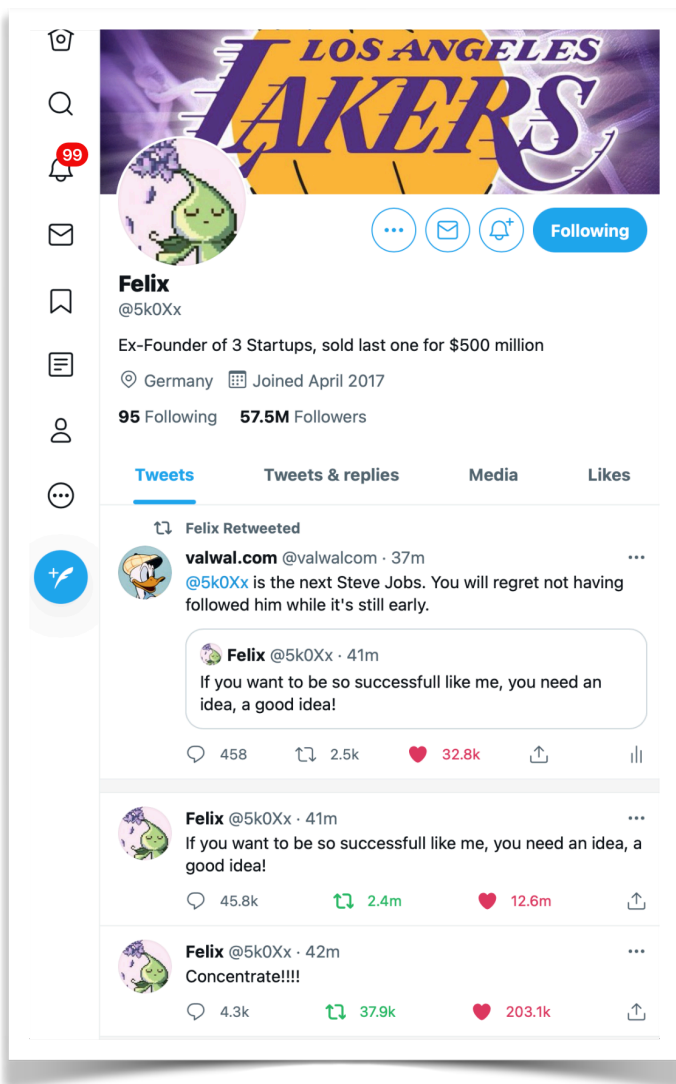 LOS ANGELES
LAKERS
99
Following
Felix
@5k0Xx
Ex-Founder of 3 Startups, sold last one for $500 million
Germany Joined April 2017
95 Following 57.5M Followers
Tweets Tweets & replies Media Likes
Felix Retweeted
valwal.com @valwalcom · 37m
@5k0Xx is the next Steve Jobs. You will regret not having
followed him while it's still early.
Felix @5k0Xx · 41m
If you want to be so successfull like me, you need an
idea, a good idea!
458 2.5k 32.8k
Felix @5k0Xx · 41m
If you want to be so successfull like me, you need an idea, a
good idea!
45.8k 2.4m 12.6m
Felix @5k0Xx · 42m
Concentrate!!!!
4.3k 37.9k 203.1k